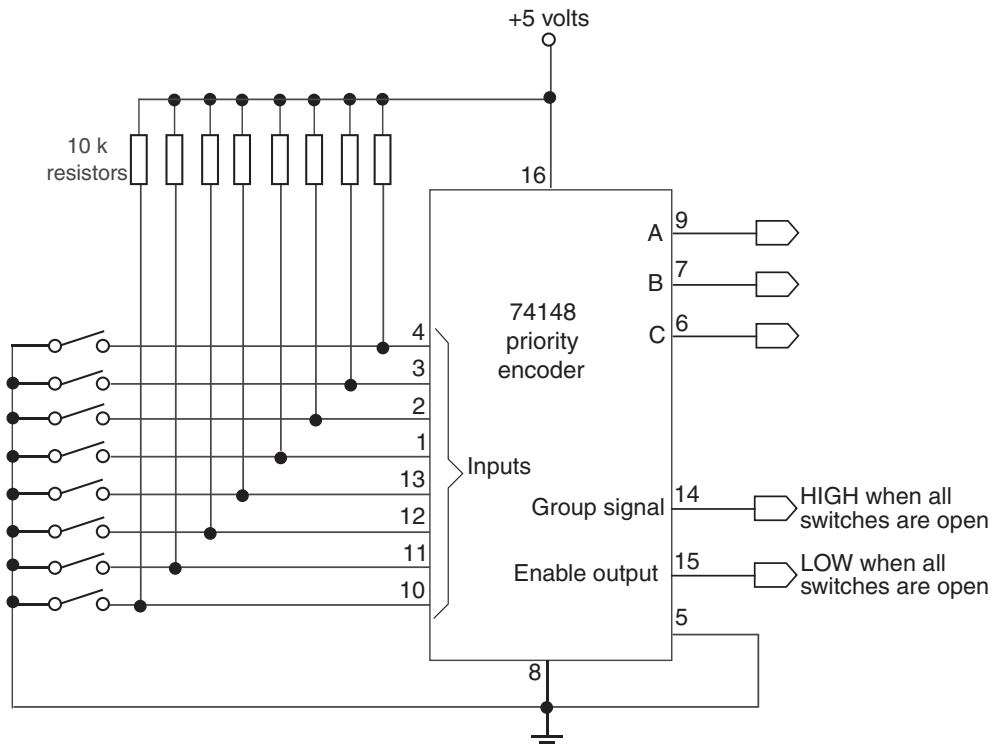 +5 volts
10 k
resistors
16
A
9
B
7
C
6
74148
priority
encoder
4
3
2
1
13
12
11
10
Inputs
Group signal
14
HIGH when all
switches are open
Enable output
15
LOW when all
switches are open
5
8